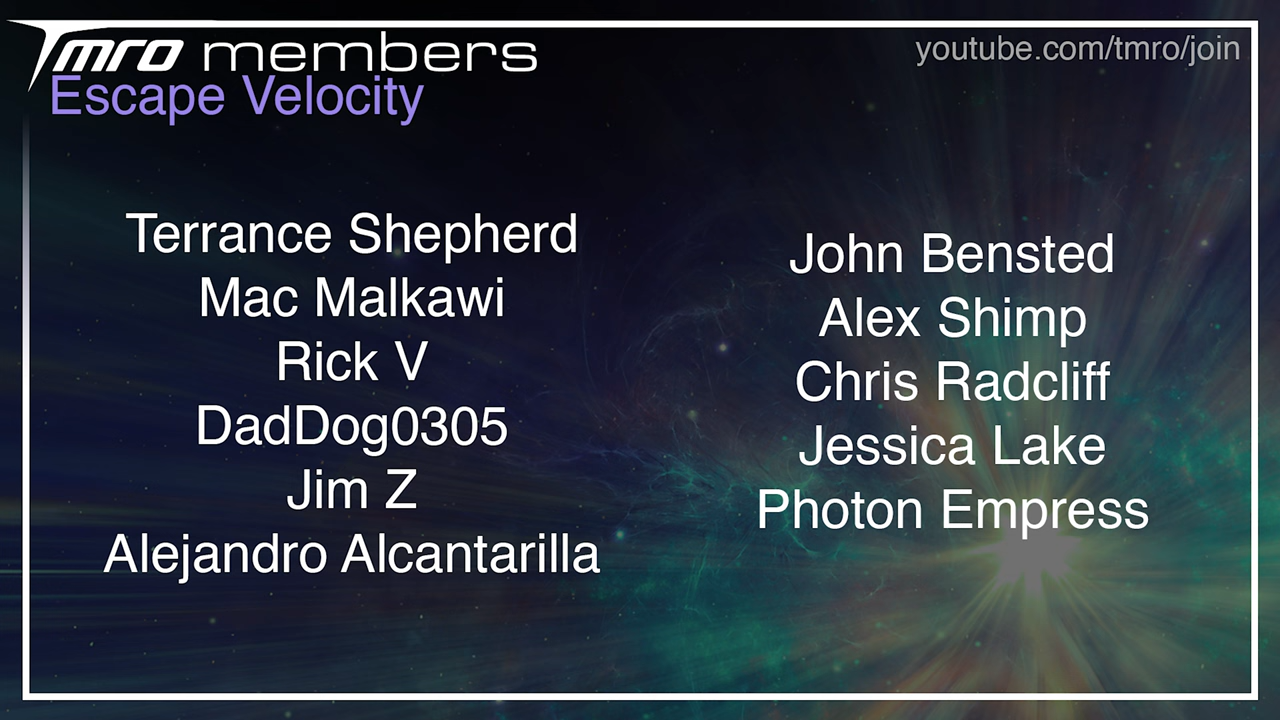 Tmro members
youtube.com/tmro/join
Escape Velocity
Terrance Shepherd
Mac Malkawi
Rick V
DadDog0305
Jim Z
Alejandro Alcantarilla
John Bensted
Alex Shimp
Chris Radcliff
Jessica Lake
Photon Empress